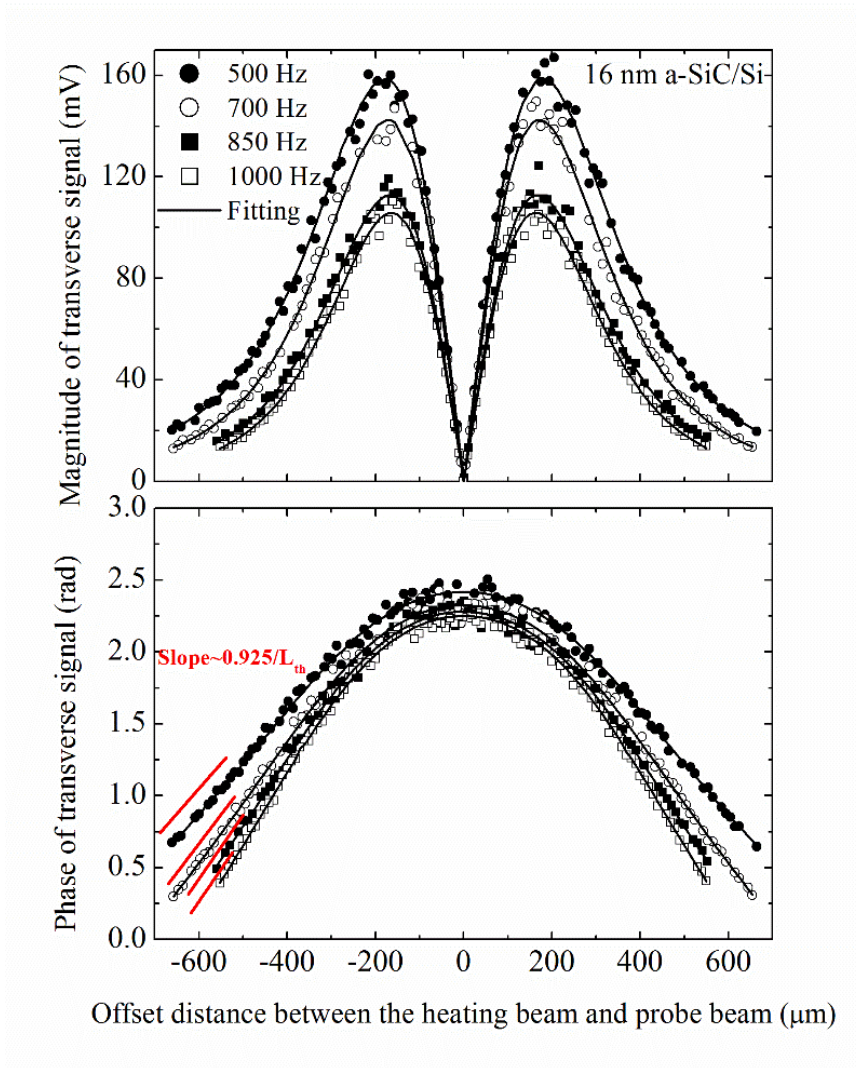 Magnitude of transverse signal (mV)
160
120
80
40
0
500 Hz
700 Hz
850 Hz
1000 Hz
Fitting
16 nm a-SiC/Si
Phase of transverse signal (rad)
3.0
2.5
2.0
1.5
1.0
0.5
0.0
Slope~0.925/Lth
-600 -400 -200 0 200 400 600
Offset distance between the heating beam and probe beam (μm)